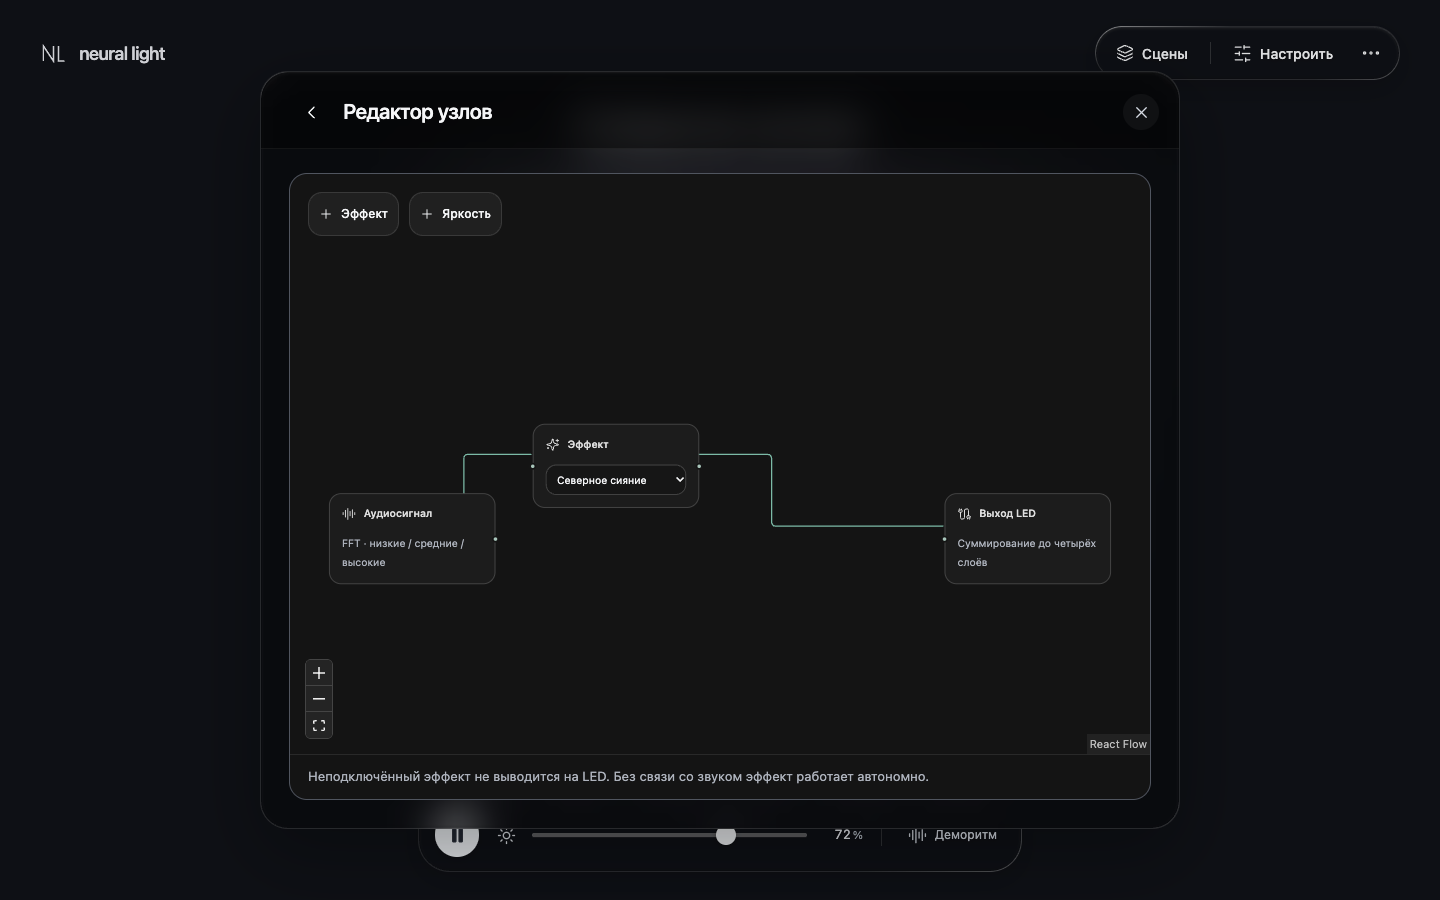 NL neural light
Сцены
Настроить
Редактор узлов
Эффект
Яркость
Эффект
Северное сияние
Аудиосигнал
FFT · низкие / средние /
высокие
Выход LED
Суммирование до четырёх
слоёв
React Flow
Неподключённый эффект не выводится на LED. Без связи со звуком эффект работает автономно.
72 %
Деморитм